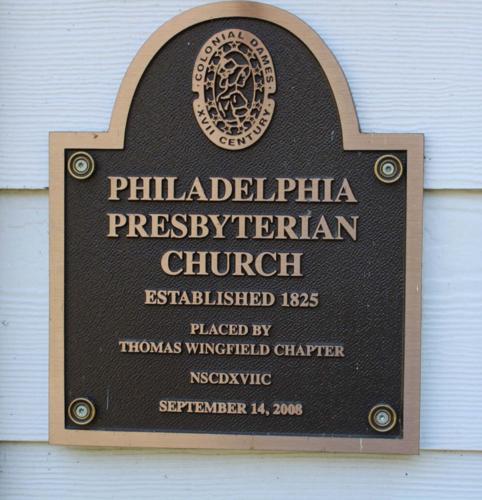 COLONIAL DAMES
XVII CENTURY
PHILADELPHIA
PRESBYTERIAN
CHURCH
ESTABLISHED 1825
PLACED BY
THOMAS WINGFIELD CHAPTER
NSCDXVIIC
SEPTEMBER 14, 2008